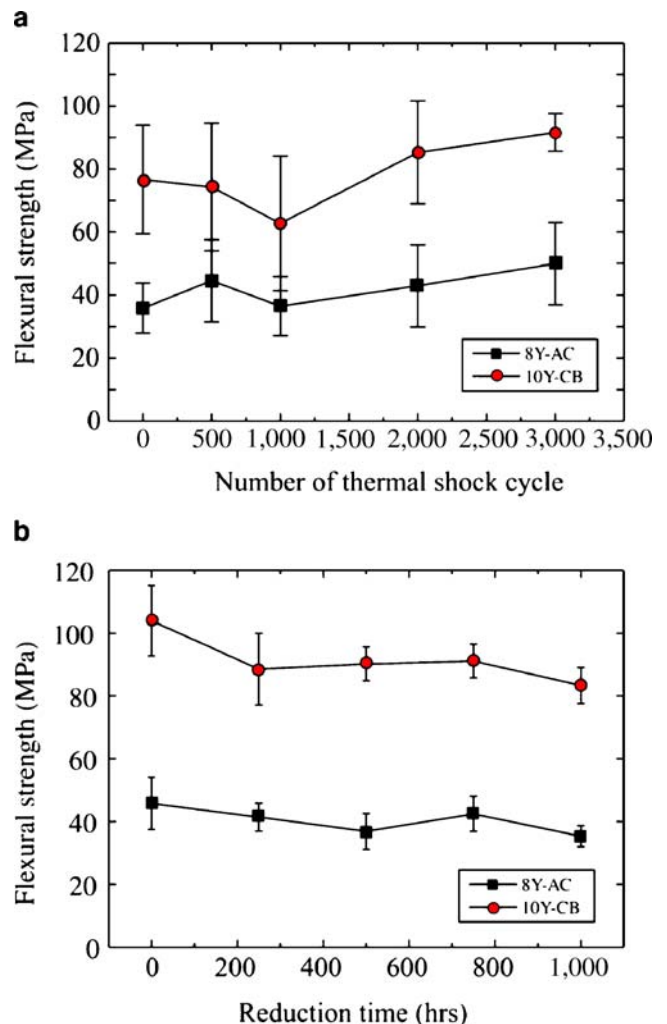 a
120
100
80
60
40
20
0
Flexural strength (MPa)
8Y-AC
10Y-CB
0 500 1,000 1,500 2,000 2,500 3,000 3,500
Number of thermal shock cycle
b
120
100
80
60
40
20
0
Flexural strength (MPa)
8Y-AC
10Y-CB
0 200 400 600 800 1,000
Reduction time (hrs)